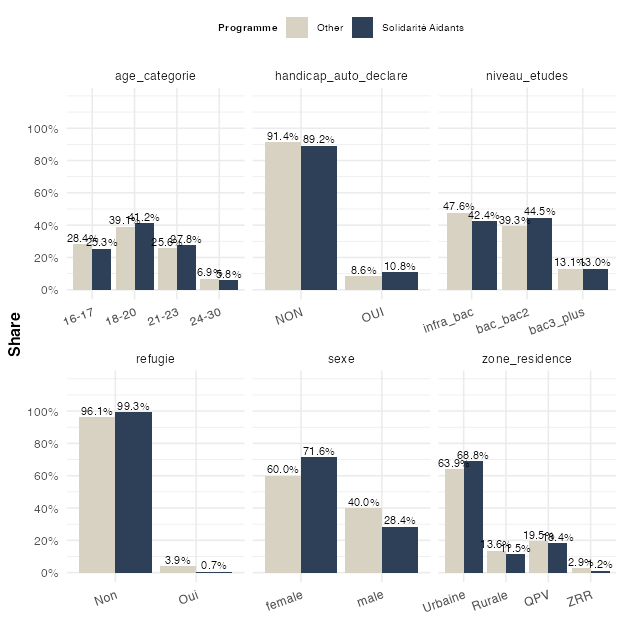 Programme Other Solidarité Aidants
age_categorie handicap_auto_declare niveau_etudes
100%
80%
60%
40%
20%
0%
28.4% 25.3% 39.1% 41.2% 25.6% 27.8% 6.9% 5.8%
91.4% 89.2% 8.6% 10.8%
47.6% 42.4% 39.3% 44.5% 13.1% 13.0%
16-17 18-20 21-23 24-30
NON OUI
infra_bac bac_bac2 bac3_plus
Share
refugie sexe zone_residence
100%
80%
60%
40%
20%
0%
96.1% 99.3% 3.9% 0.7%
60.0% 71.6% 40.0% 28.4%
63.9% 68.8% 13.6% 11.5% 19.5% 18.4% 2.9% 1.2%
Non Oui
female male
Urbaine Rurale QPV ZRR